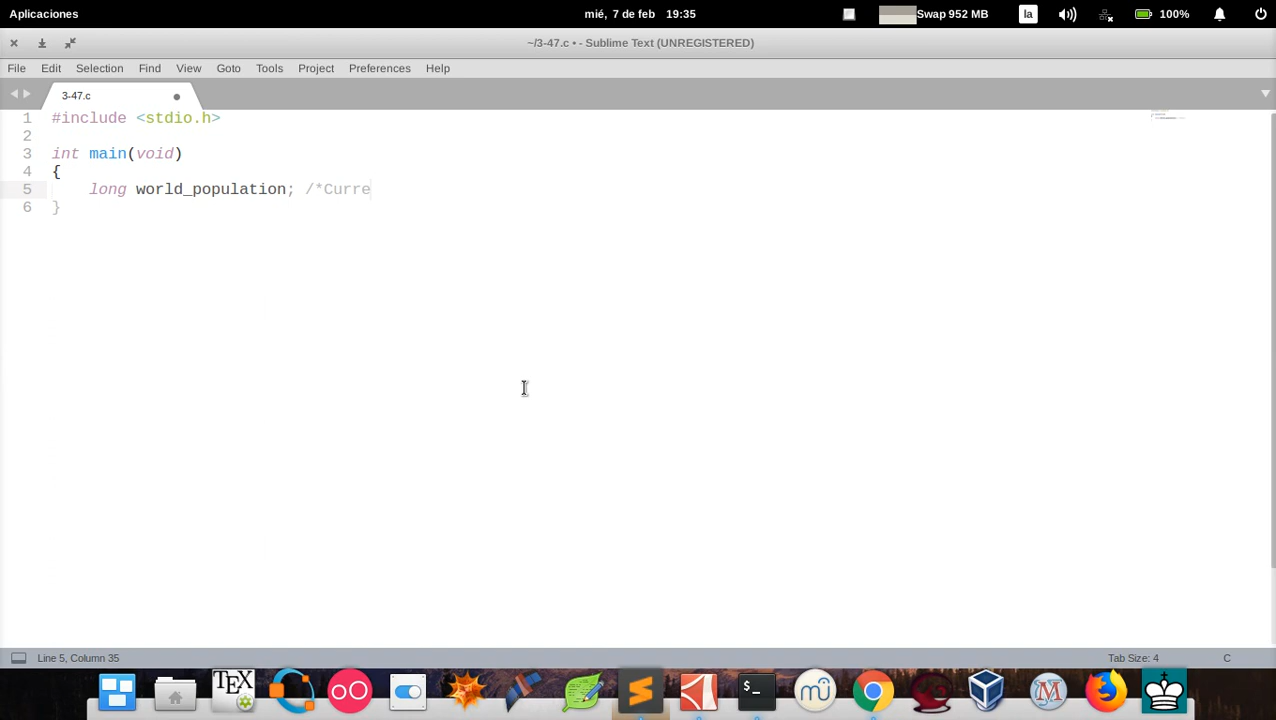 Aplicaciones mié, 7 de feb 19:35 Swap 952 MB la 100%
~/3-47.c • - Sublime Text (UNREGISTERED)
File Edit Selection Find View Goto Tools Project Preferences Help
3-47.c
1 #include <stdio.h>
2
3 int main(void)
4 {
5 long world_population; /*Curre
6 }
Line 5, Column 35 Tab Size: 4 C
TEX >_ mu M